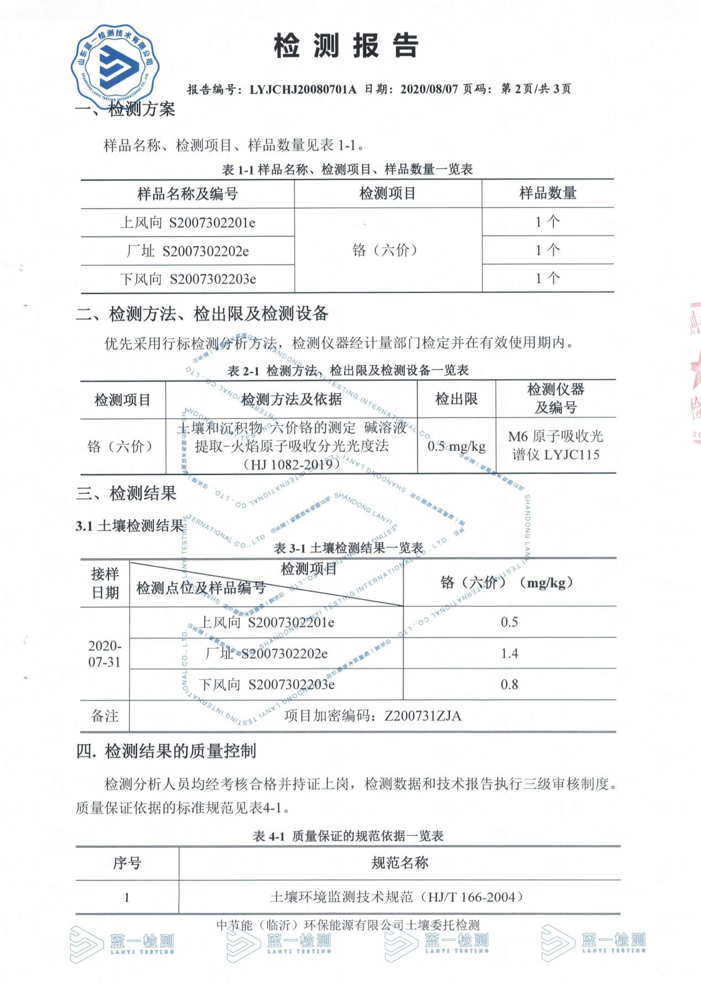 山东蓝一检测技术有限公司
SHANDONG LANYI TESTING INTERNATIONAL CO., LTD.
检测报告
报告编号：LYJCHJ20080701A 日期：2020/08/07 页码：第 2页/共 3页
一、检测方案
样品名称、检测项目、样品数量见表 1-1。
表 1-1 样品名称、检测项目、样品数量一览表
样品名称及编号 检测项目 样品数量
上风向 S2007302201e 1 个
厂址 S2007302202e 铬（六价） 1 个
下风向 S2007302203e 1 个
二、检测方法、检出限及检测设备
优先采用行标检测分析方法，检测仪器经计量部门检定并在有效使用期内。
表 2-1 检测方法、检出限及检测设备一览表
检测项目 检测方法及依据 检出限 检测仪器
及编号
铬（六价） 土壤和沉积物 六价铬的测定 碱溶液
提取-火焰原子吸收分光光度法
（HJ 1082-2019）
0.5 mg/kg
M6 原子吸收光
谱仪 LYJC115
三、检测结果
3.1 土壤检测结果
表 3-1 土壤检测结果一览表
接样
日期
检测项目
检测点位及样品编号
铬（六价）（mg/kg）
2020-
07-31
上风向 S2007302201e 0.5
厂址 S2007302202e 1.4
下风向 S2007302203e 0.8
备注 项目加密编码：Z200731ZJA
四. 检测结果的质量控制
检测分析人员均经考核合格并持证上岗，检测数据和技术报告执行三级审核制度。
质量保证依据的标准规范见表4-1。
表 4-1 质量保证的规范依据一览表
序号 规范名称
1 土壤环境监测技术规范（HJ/T 166-2004）
中节能（临沂）环保能源有限公司土壤委托检测
蓝一检测 蓝一检测 蓝一检测 蓝一检测
LANYI TESTING LANYI TESTING LANYI TESTING LANYI TESTING